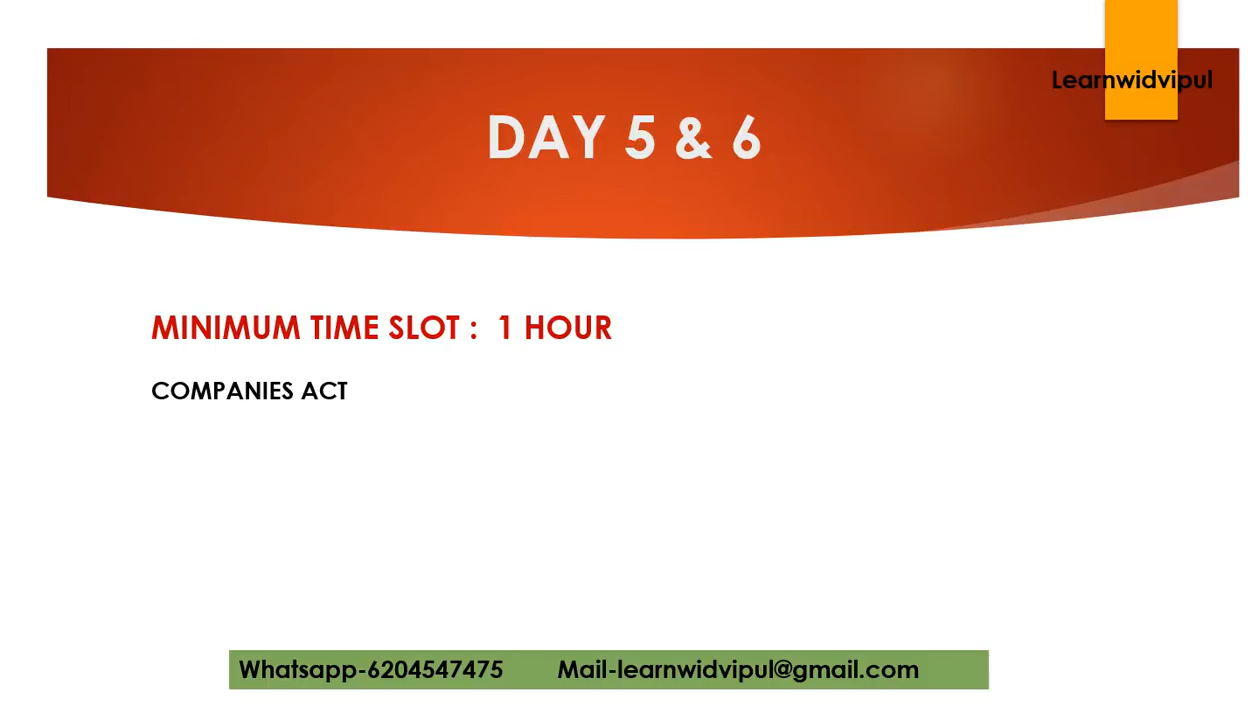 Learnwidvipul
DAY 5 & 6
MINIMUM TIME SLOT : 1 HOUR
COMPANIES ACT
Whatsapp-6204547475 Mail-learnwidvipul@gmail.com